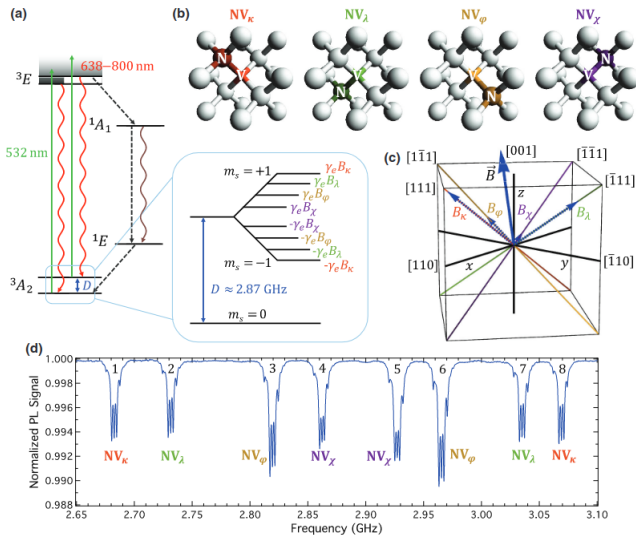 (a)
638–800 nm
³E
¹A₁
532 nm
¹E
³A₂
D
(b)
NVκ
NVλ
NVφ
NVχ
N
V
N
V
V
N
N
V
mₛ = +1
γₑBκ
γₑBλ
γₑBφ
γₑBχ
-γₑBχ
-γₑBφ
-γₑBλ
-γₑBκ
mₛ = −1
D ≈ 2.87 GHz
mₛ = 0
(c)
[001]
[11̅1]
[1̅1̅1]
B⃗
z
[111]
[1̅11]
Bκ
Bφ
Bχ
Bλ
[110]
x
y
[1̅10]
(d)
Normalized PL Signal
1.000
0.998
0.996
0.994
0.992
0.990
0.988
1 2 3 4 5 6 7 8
NVκ NVλ NVφ NVχ NVχ NVφ NVλ NVκ
2.65 2.70 2.75 2.80 2.85 2.90 2.95 3.00 3.05 3.10
Frequency (GHz)